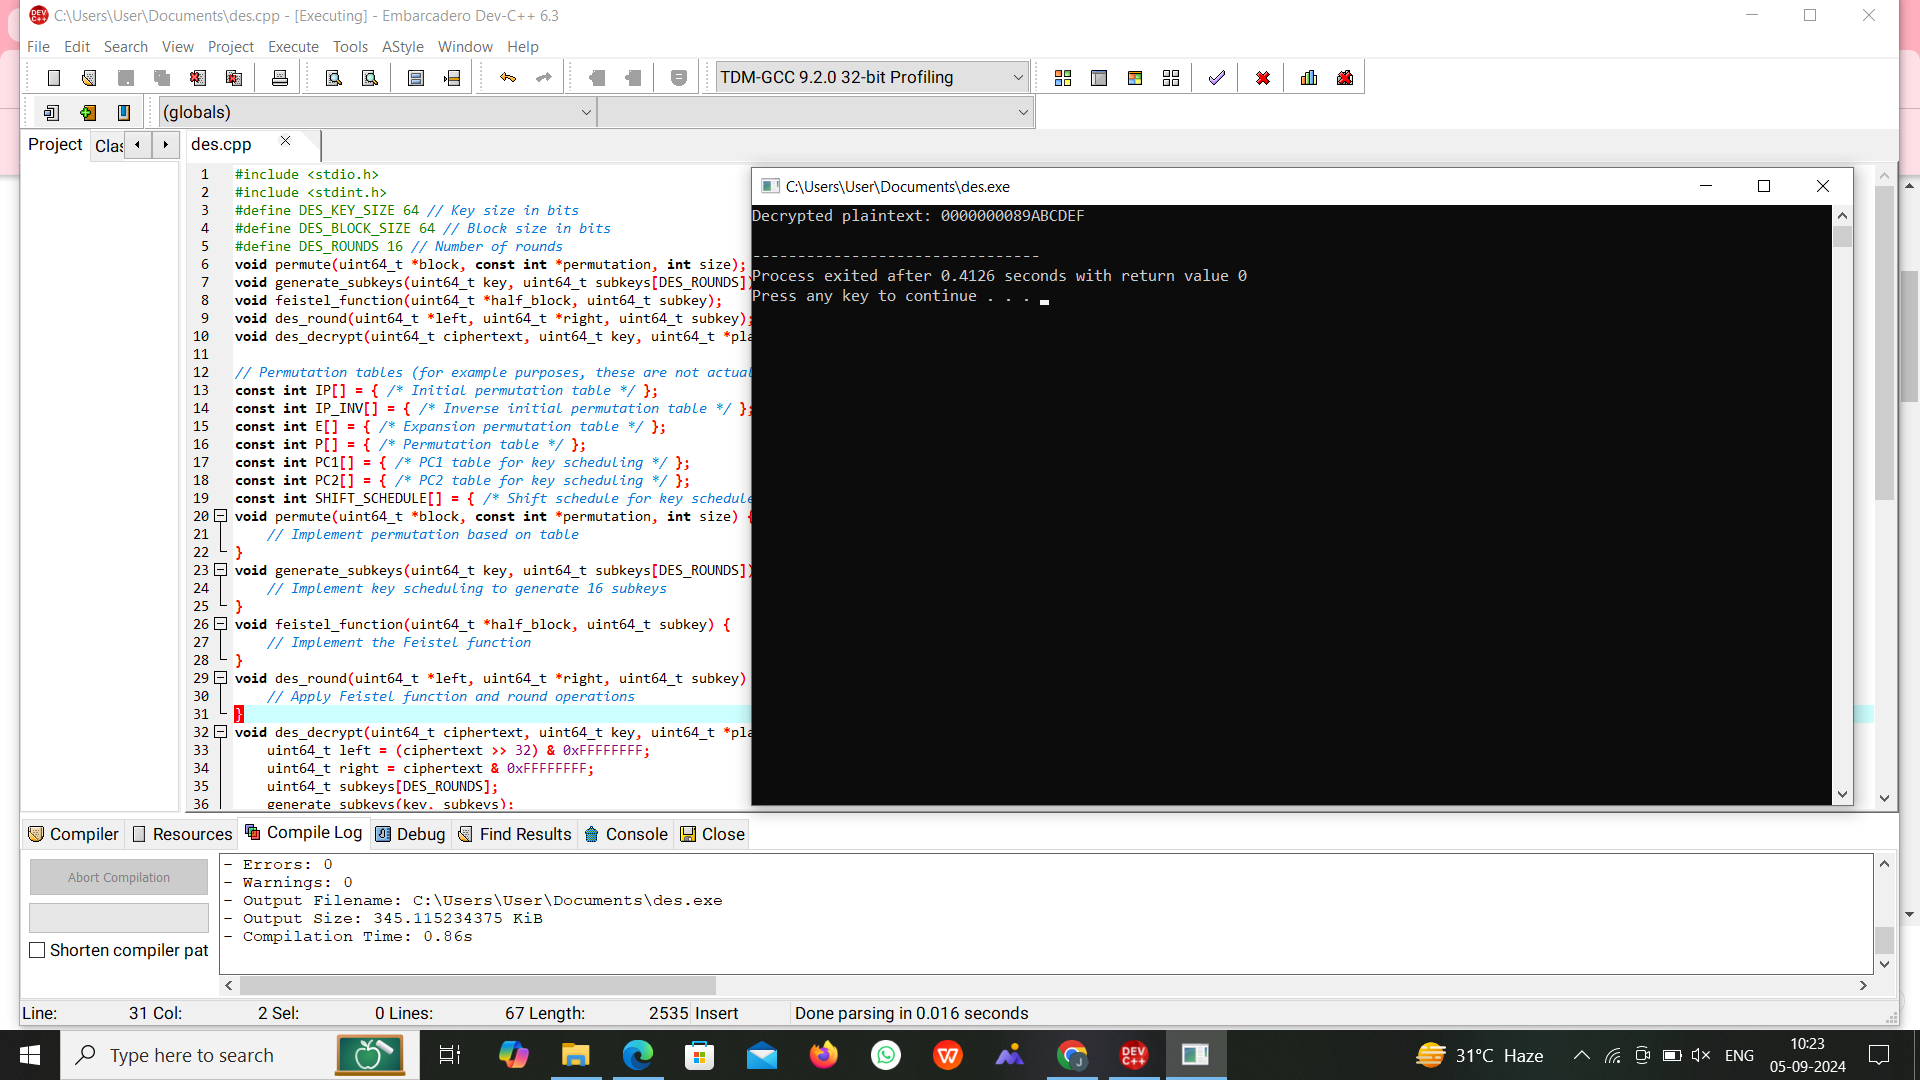 C:\Users\User\Documents\des.cpp - [Executing] - Embarcadero Dev-C++ 6.3
File Edit Search View Project Execute Tools AStyle Window Help
TDM-GCC 9.2.0 32-bit Profiling
(globals)
Project Clas des.cpp
1 #include <stdio.h>
2 #include <stdint.h>
3 #define DES_KEY_SIZE 64 // Key size in bits
4 #define DES_BLOCK_SIZE 64 // Block size in bits
5 #define DES_ROUNDS 16 // Number of rounds
6 void permute(uint64_t *block, const int *permutation, int size);
7 void generate_subkeys(uint64_t key, uint64_t subkeys[DES_ROUNDS])
8 void feistel_function(uint64_t *half_block, uint64_t subkey);
9 void des_round(uint64_t *left, uint64_t *right, uint64_t subkey);
10 void des_decrypt(uint64_t ciphertext, uint64_t key, uint64_t *pla
11
12 // Permutation tables (for example purposes, these are not actual
13 const int IP[] = { /* Initial permutation table */ };
14 const int IP_INV[] = { /* Inverse initial permutation table */ };
15 const int E[] = { /* Expansion permutation table */ };
16 const int P[] = { /* Permutation table */ };
17 const int PC1[] = { /* PC1 table for key scheduling */ };
18 const int PC2[] = { /* PC2 table for key scheduling */ };
19 const int SHIFT_SCHEDULE[] = { /* Shift schedule for key schedule
20 void permute(uint64_t *block, const int *permutation, int size) {
21 // Implement permutation based on table
22 }
23 void generate_subkeys(uint64_t key, uint64_t subkeys[DES_ROUNDS])
24 // Implement key scheduling to generate 16 subkeys
25 }
26 void feistel_function(uint64_t *half_block, uint64_t subkey) {
27 // Implement the Feistel function
28 }
29 void des_round(uint64_t *left, uint64_t *right, uint64_t subkey)
30 // Apply Feistel function and round operations
31 }
32 void des_decrypt(uint64_t ciphertext, uint64_t key, uint64_t *pla
33 uint64_t left = (ciphertext >> 32) & 0xFFFFFFFF;
34 uint64_t right = ciphertext & 0xFFFFFFFF;
35 uint64_t subkeys[DES_ROUNDS];
36 generate_subkeys(key, subkeys);
C:\Users\User\Documents\des.exe
Decrypted plaintext: 0000000089ABCDEF
--------------------------------
Process exited after 0.4126 seconds with return value 0
Press any key to continue . . .
Compiler Resources Compile Log Debug Find Results Console Close
Abort Compilation
Shorten compiler pat
- Errors: 0
- Warnings: 0
- Output Filename: C:\Users\User\Documents\des.exe
- Output Size: 345.115234375 KiB
- Compilation Time: 0.86s
Line: 31 Col: 2 Sel: 0 Lines: 67 Length: 2535 Insert Done parsing in 0.016 seconds
Type here to search
31°C Haze
ENG
10:23
05-09-2024